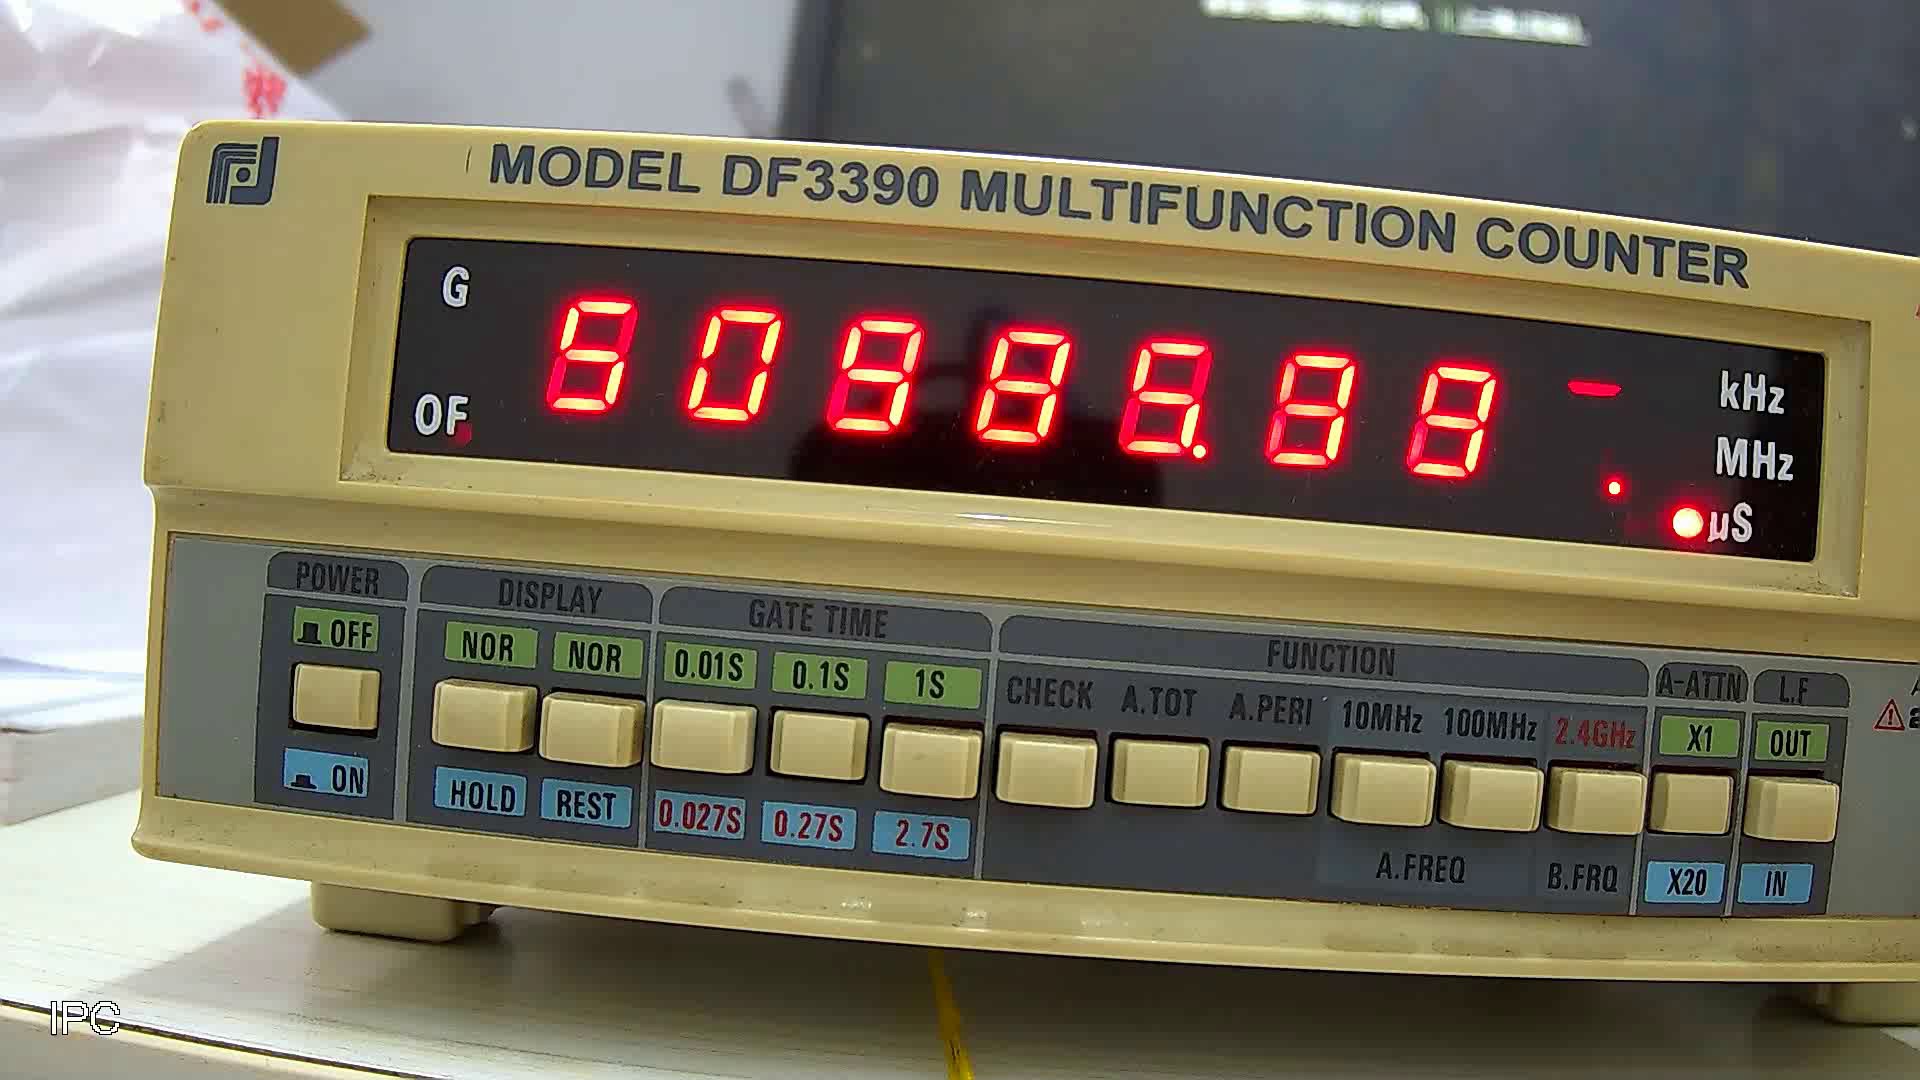 MODEL DF3390 MULTIFUNCTION COUNTER
G
OF
kHz
MHz
µS
POWER
OFF
ON
DISPLAY
NOR NOR
HOLD REST
GATE TIME
0.01S 0.1S 1S
0.027S 0.27S 2.7S
FUNCTION
CHECK A.TOT A.PERI 10MHz 100MHz 2.4GHz
A.FREQ B.FRQ
A-ATTN
X1
X20
L.F
OUT
IN
IPC